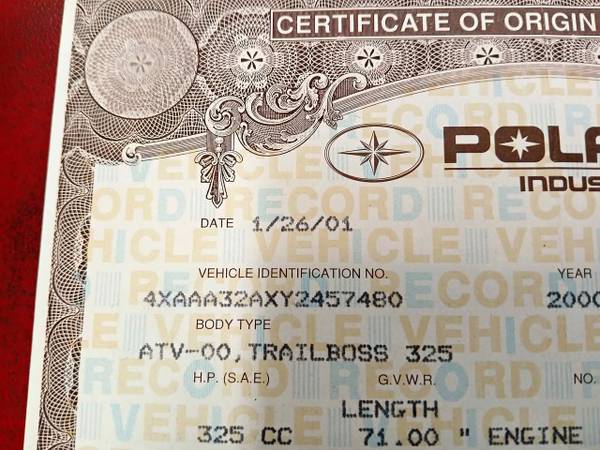 CERTIFICATE OF ORIGIN
POLA
INDUS
DATE 1/26/01
VEHICLE IDENTIFICATION NO. YEAR
4XAAA32AXY2457480 2000
BODY TYPE
ATV-00,TRAILBOSS 325
H.P. (S.A.E.) G.V.W.R. NO.
LENGTH
325 CC 71.00 " ENGINE